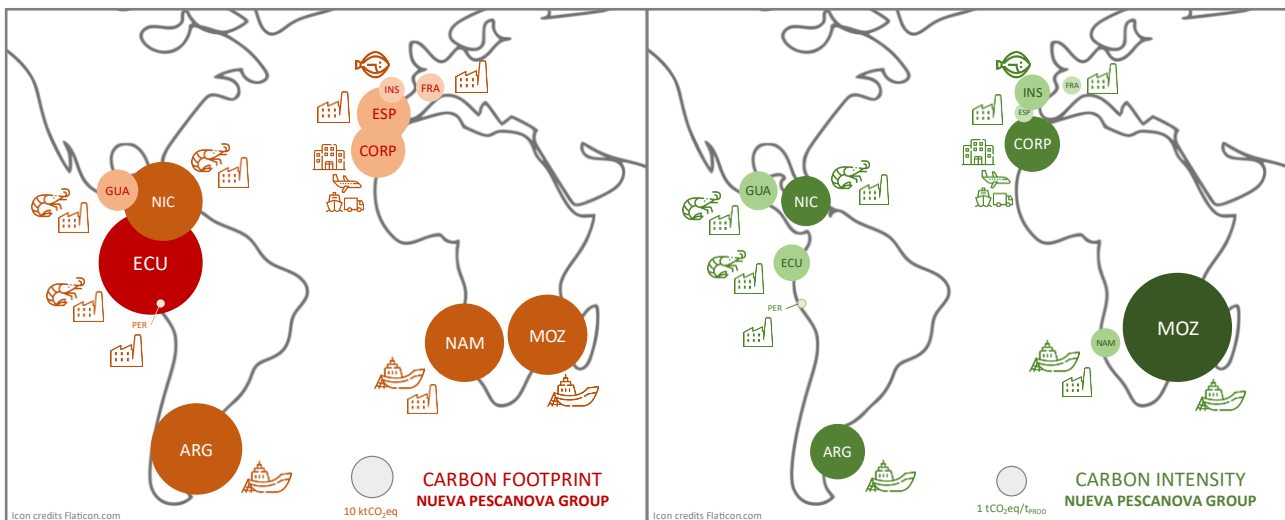 INS
FRA
ESP
CORP
GUA
NIC
ECU
PER
NAM
MOZ
ARG
10 ktCO₂eq
CARBON FOOTPRINT
NUEVA PESCANOVA GROUP
Icon credits Flaticon.com
INS
FRA
ESP
CORP
GUA
NIC
ECU
PER
NAM
MOZ
ARG
1 tCO₂eq/tPROD
CARBON INTENSITY
NUEVA PESCANOVA GROUP
Icon credits Flaticon.com